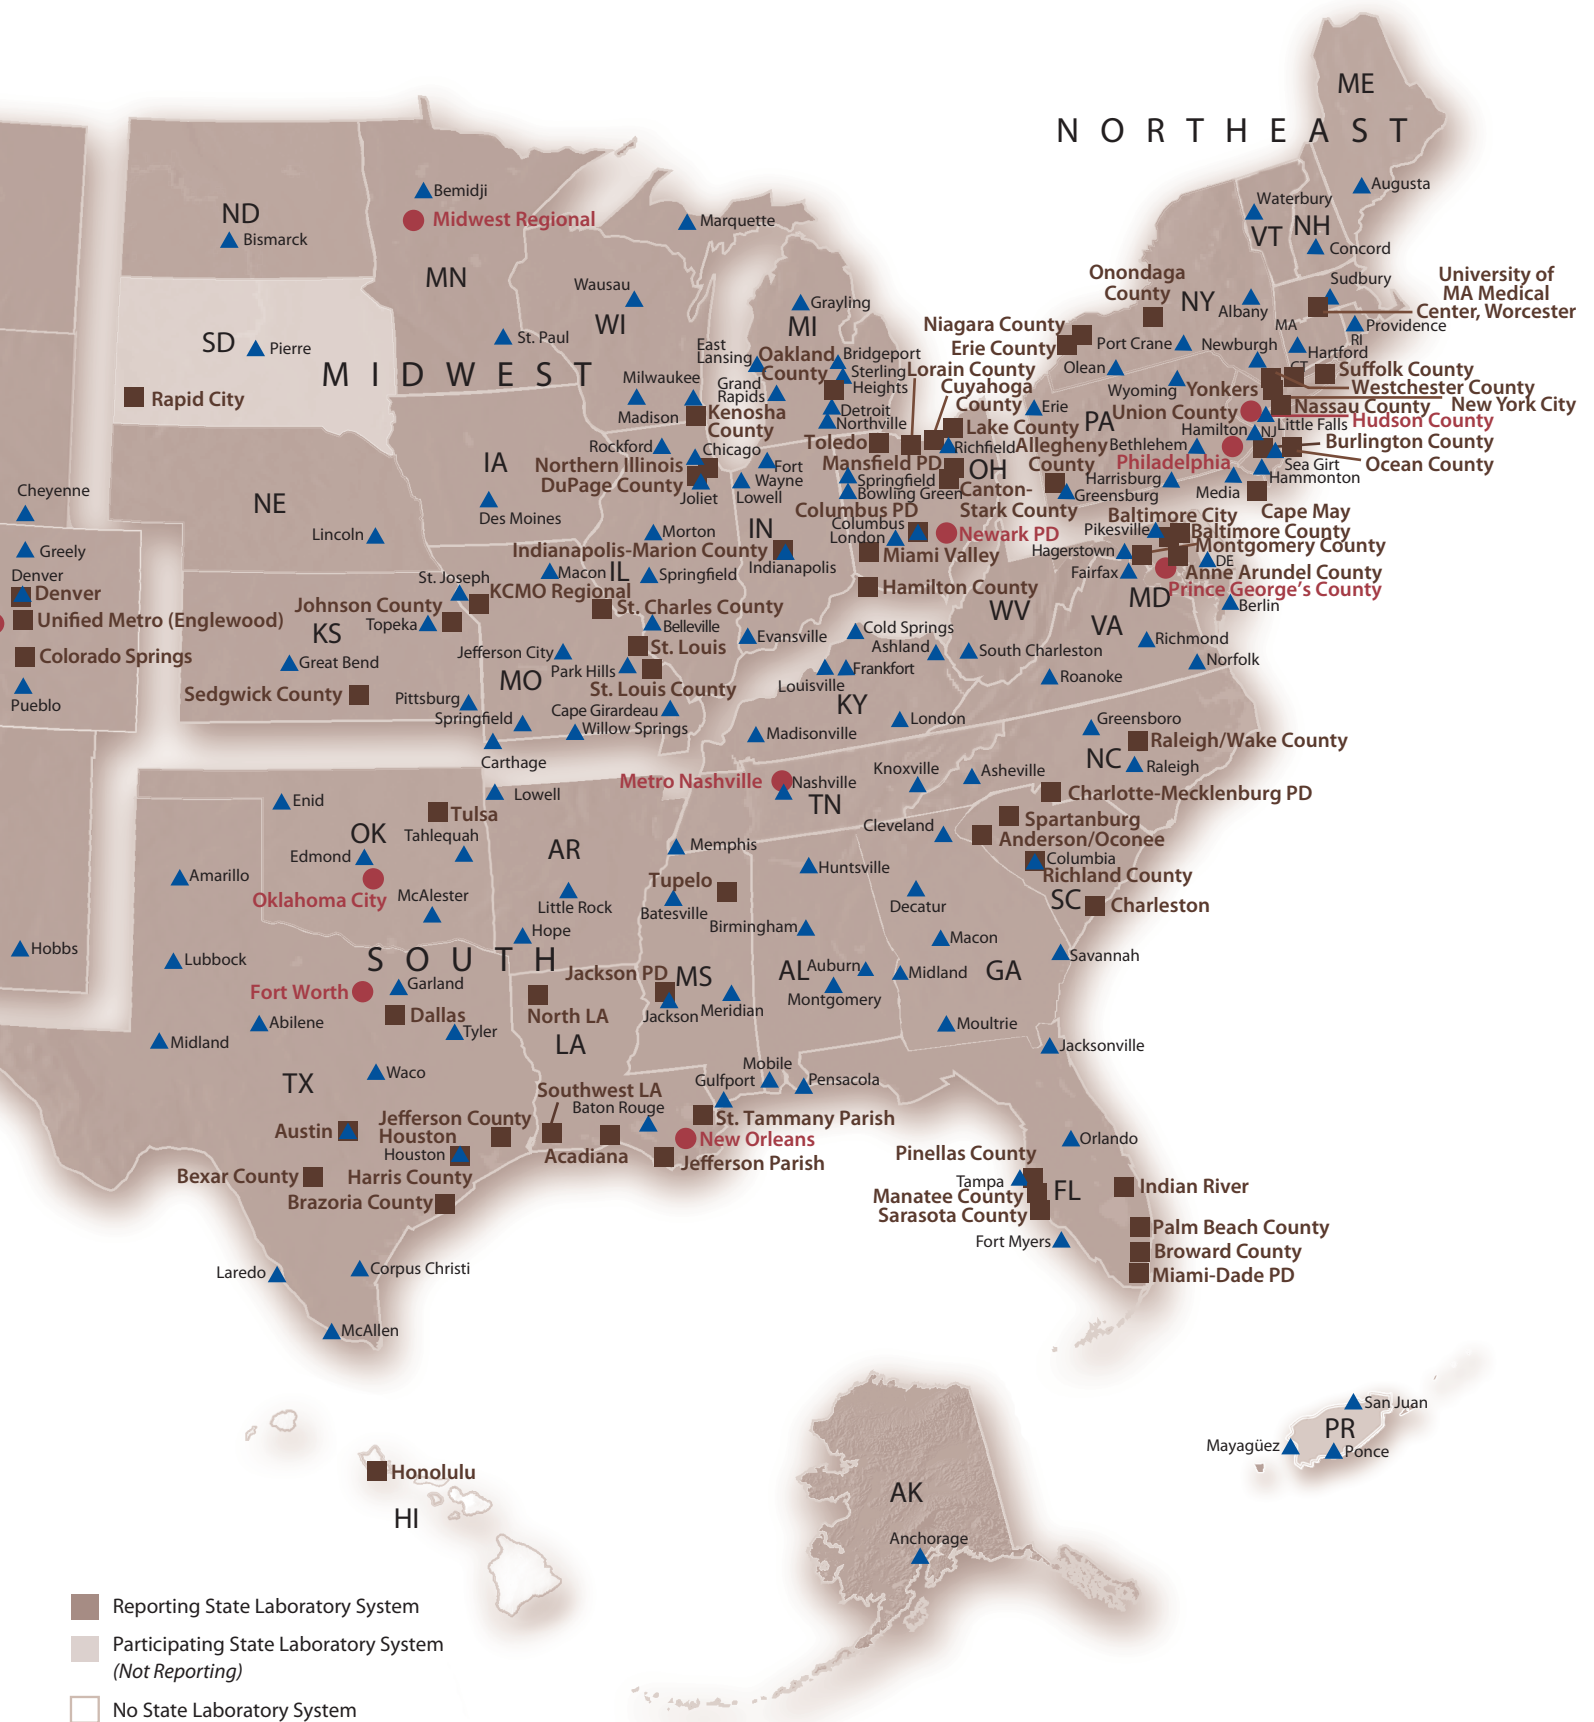 ME
NORTHEAST
Augusta
Waterbury
VT
NH
Concord
Bemidji
Midwest Regional
Marquette
ND
Bismarck
MN
Wausau
WI
Grayling
MI
St. Paul
SD
Pierre
MIDWEST
Rapid City
Onondaga
County
NY
Albany
Sudbury
University of
MA Medical
Center, Worcester
MA
Providence
RI
Niagara County
Erie County
Port Crane
Newburgh
Hartford
CT
Olean
Wyoming
Yonkers
Suffolk County
Westchester County
New York City
Nassau County
Union County
Little Falls
Hudson County
Hamilton
NJ
Burlington County
Ocean County
Sea Girt
Hammonton
Erie
PA
Bethlehem
Philadelphia
Allegheny
County
Harrisburg
Greensburg
Media
Cape May
East
Lansing
Oakland
County
Bridgeport
Sterling
Heights
Lorain County
Cuyahoga
County
Milwaukee
Grand
Rapids
Madison
Kenosha
County
Detroit
Northville
Lake County
Toledo
Richfield
Rockford
Chicago
Northern Illinois
DuPage County
Joliet
Fort
Wayne
Lowell
Mansfield PD
OH
Springfield
Bowling Green
Canton-
Stark County
IA
Des Moines
NE
Lincoln
Cheyenne
Greely
Denver
Denver
Unified Metro (Englewood)
Colorado Springs
Pueblo
Morton
IN
Indianapolis-Marion County
Indianapolis
Columbus PD
Columbus
London
Newark PD
Miami Valley
Hamilton County
Baltimore City
Pikesville
Baltimore County
Montgomery County
Hagerstown
DE
Fairfax
Anne Arundel County
MD
Prince George's County
Berlin
St. Joseph
Macon
IL
Springfield
KCMO Regional
Johnson County
Topeka
St. Charles County
KS
Great Bend
Belleville
Evansville
Jefferson City
St. Louis
Park Hills
MO
St. Louis County
Sedgwick County
Pittsburg
Springfield
Cape Girardeau
Willow Springs
Carthage
WV
VA
Cold Springs
Ashland
South Charleston
Richmond
Norfolk
Frankfort
Louisville
KY
Roanoke
London
Madisonville
Greensboro
Raleigh/Wake County
NC
Raleigh
Metro Nashville
Nashville
TN
Knoxville
Asheville
Charlotte-Mecklenburg PD
Lowell
Enid
Tulsa
OK
Tahlequah
Edmond
AR
Amarillo
Oklahoma City
McAlester
Little Rock
Hope
Memphis
Cleveland
Spartanburg
Anderson/Oconee
Columbia
Richland County
SC
Charleston
Huntsville
Tupelo
Batesville
Decatur
Birmingham
Macon
Savannah
Hobbs
Lubbock
SOUTH
Jackson PD
MS
AL
Auburn
Midland
GA
Montgomery
Fort Worth
Garland
North LA
Jackson
Meridian
Dallas
Abilene
Tyler
Midland
Moultrie
Jacksonville
LA
TX
Waco
Mobile
Gulfport
Pensacola
Southwest LA
Baton Rouge
Jefferson County
Austin
Houston
Houston
St. Tammany Parish
New Orleans
Acadiana
Jefferson Parish
Bexar County
Harris County
Brazoria County
Orlando
Pinellas County
Tampa
Manatee County
FL
Sarasota County
Indian River
Fort Myers
Palm Beach County
Broward County
Miami-Dade PD
Laredo
Corpus Christi
McAllen
San Juan
PR
Mayagüez
Ponce
Honolulu
HI
AK
Anchorage
Reporting State Laboratory System
Participating State Laboratory System
(Not Reporting)
No State Laboratory System